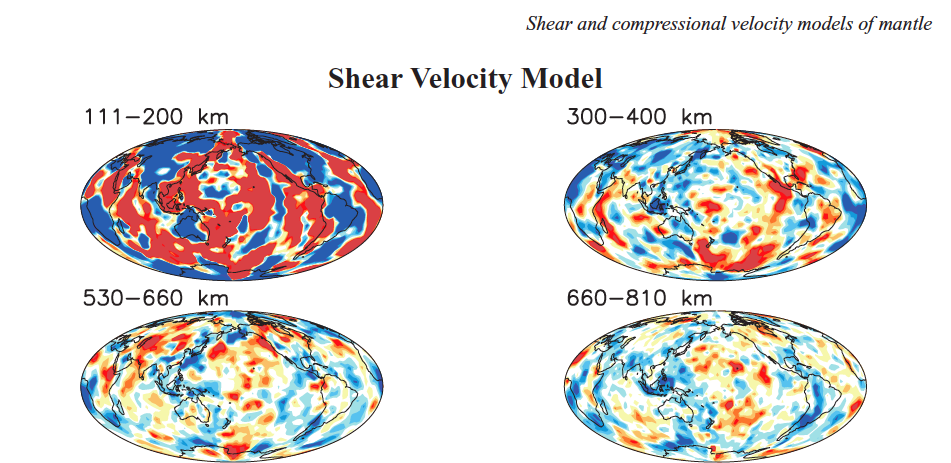 Shear and compressional velocity models of mantle
Shear Velocity Model
111–200 km
300–400 km
530–660 km
660–810 km